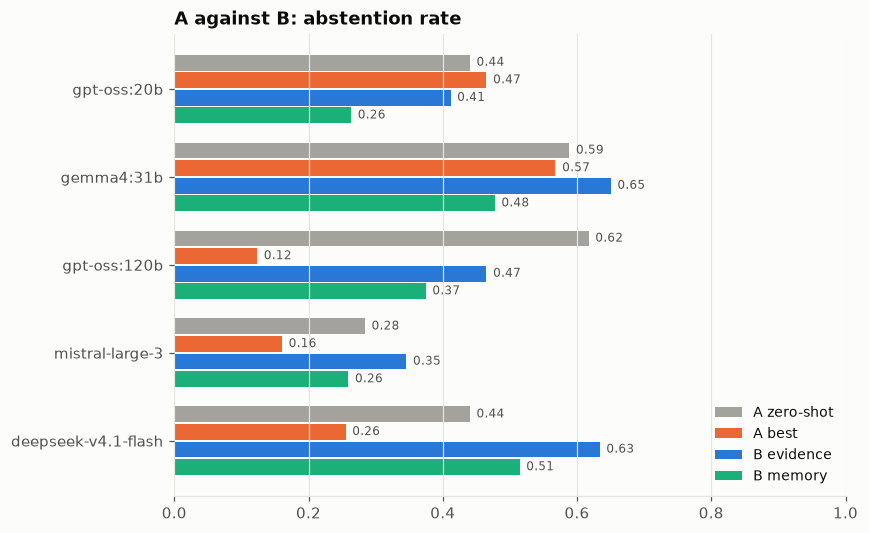 A against B: abstention rate
gpt-oss:20b
0.44
0.47
0.41
0.26
gemma4:31b
0.59
0.57
0.65
0.48
gpt-oss:120b
0.62
0.12
0.47
0.37
mistral-large-3
0.28
0.16
0.35
0.26
deepseek-v4.1-flash
0.44
0.26
0.63
0.51
A zero-shot
A best
B evidence
B memory
0.0 0.2 0.4 0.6 0.8 1.0